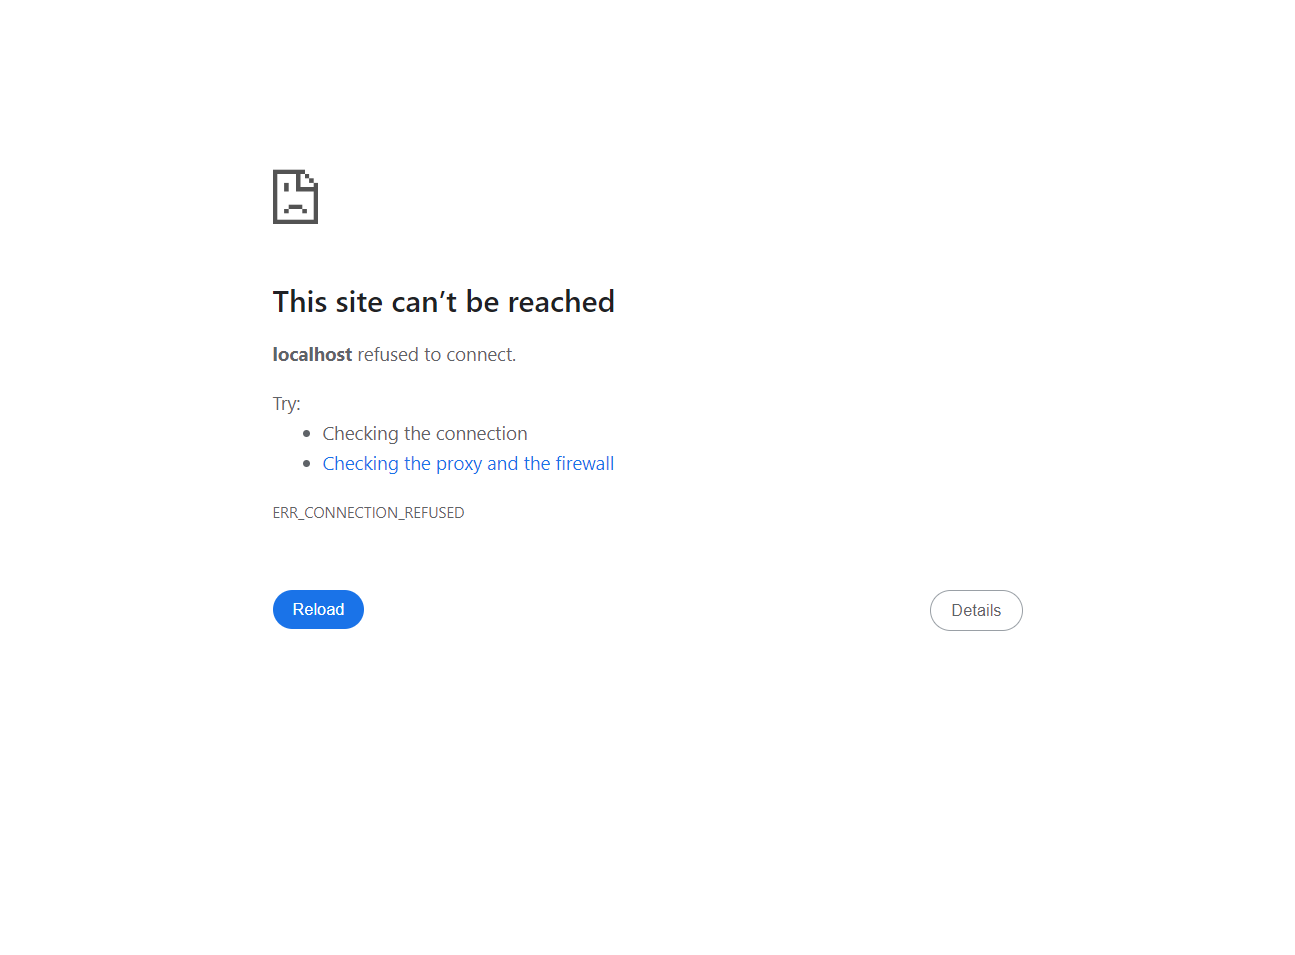 This site can’t be reached
localhost refused to connect.
Try:
Checking the connection
Checking the proxy and the firewall
ERR_CONNECTION_REFUSED
Reload
Details